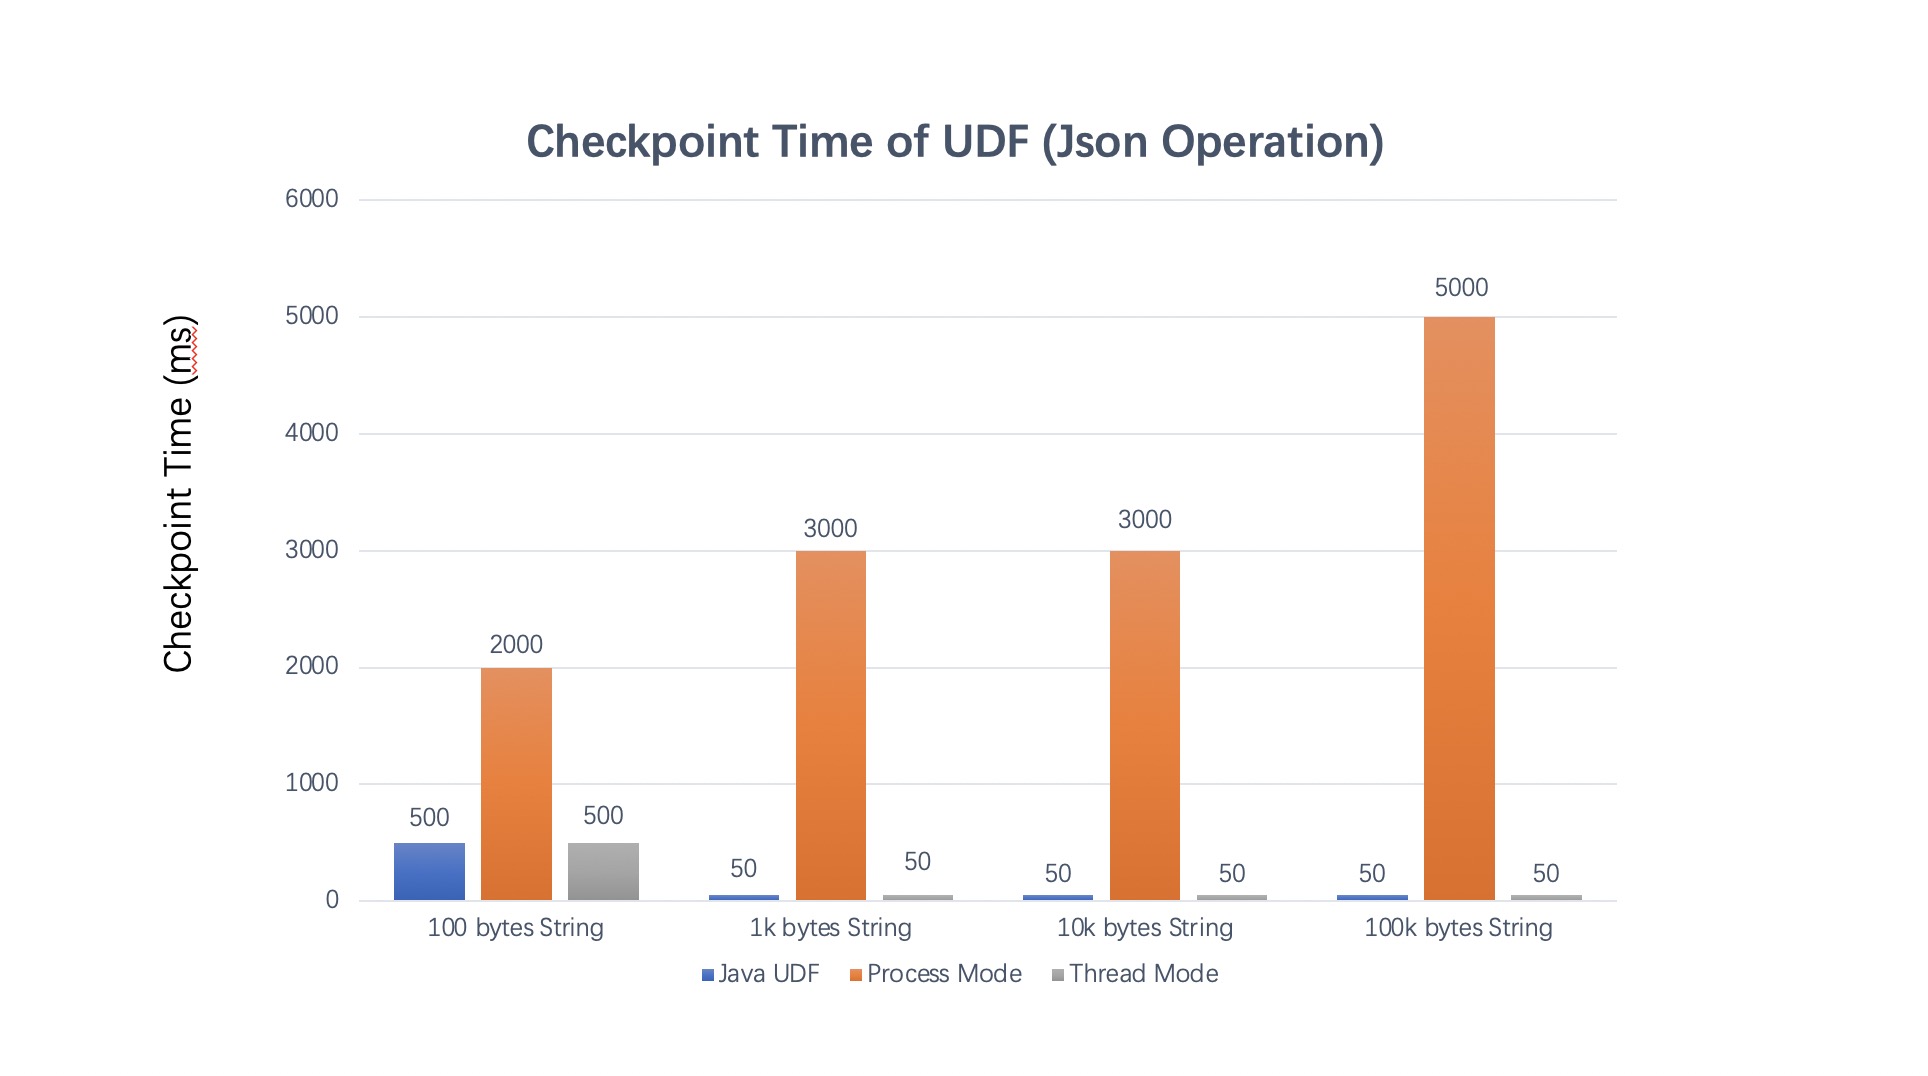 Checkpoint Time of UDF (Json Operation)
Checkpoint Time (ms)
6000
5000
4000
3000
2000
1000
0
500
2000
500
50
3000
50
50
3000
50
50
5000
50
100 bytes String
1k bytes String
10k bytes String
100k bytes String
Java UDF
Process Mode
Thread Mode